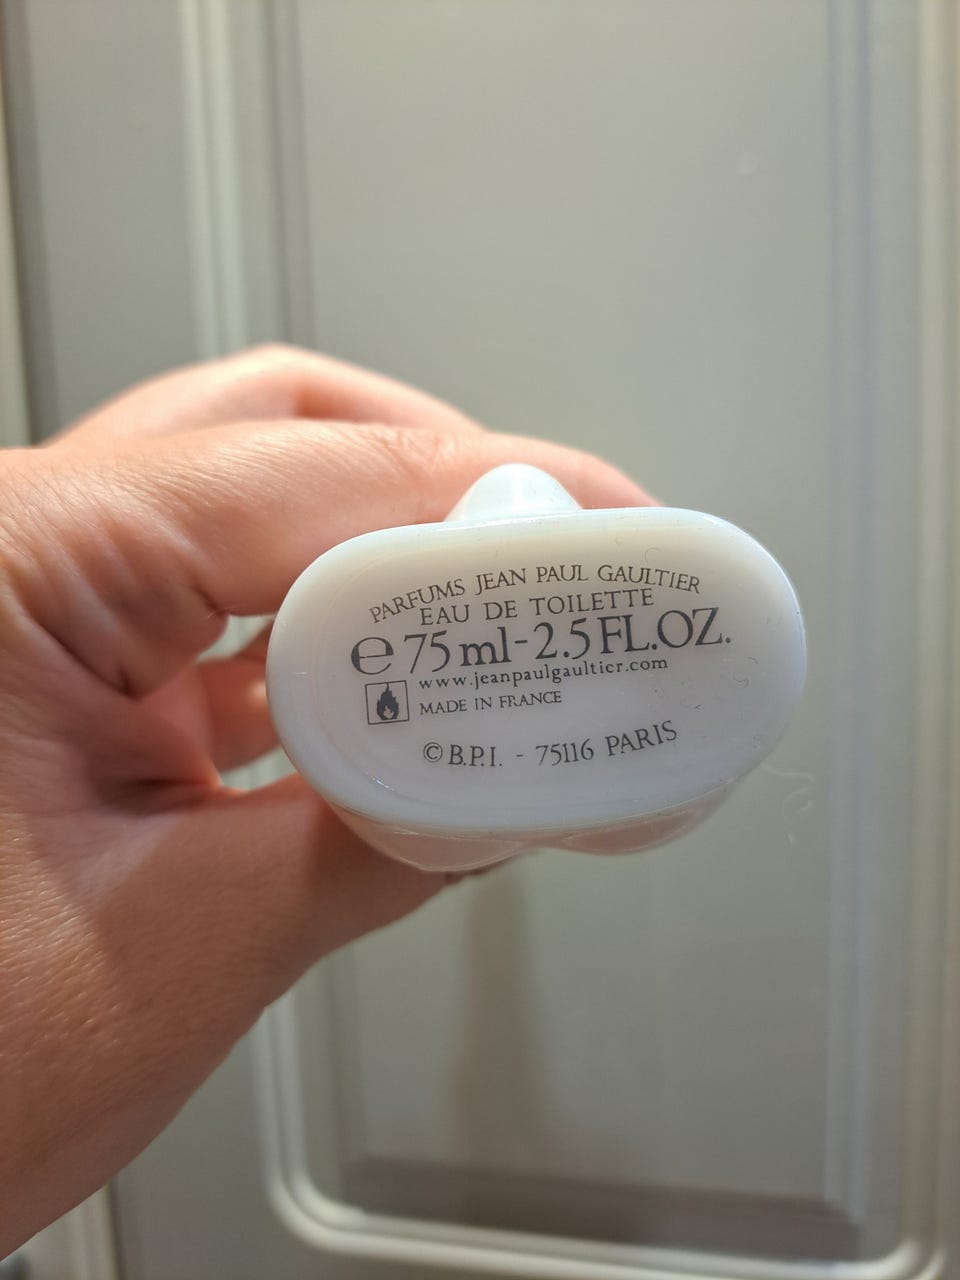 PARFUMS JEAN PAUL GAULTIER
EAU DE TOILETTE
℮ 75 ml - 2.5 FL.OZ.
www.jeanpaulgaultier.com
MADE IN FRANCE
© B.P.I. - 75116 PARIS